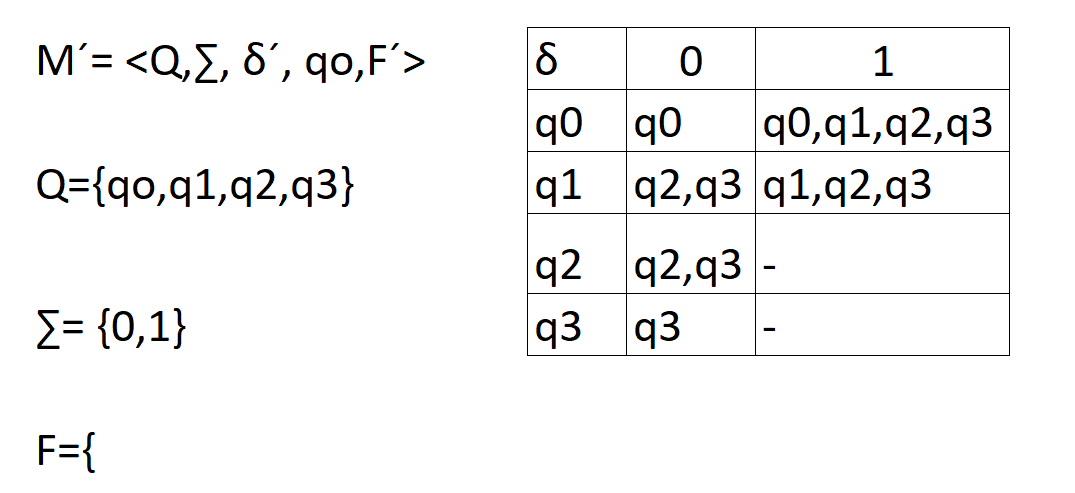 M´= <Q,∑, δ´, qo,F´>
Q={qo,q1,q2,q3}
∑= {0,1}
F={
δ 0 1
q0 q0 q0,q1,q2,q3
q1 q2,q3 q1,q2,q3
q2 q2,q3 -
q3 q3 -